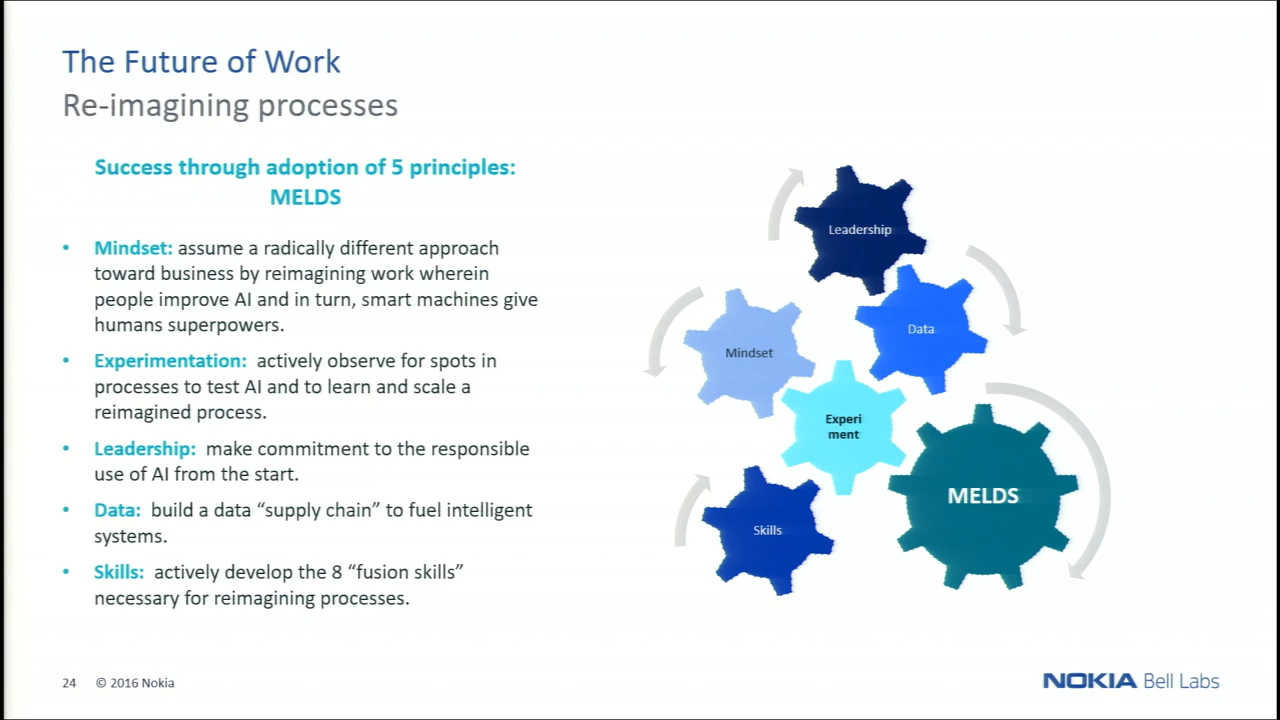 The Future of Work
Re-imagining processes
Success through adoption of 5 principles:
MELDS
• Mindset: assume a radically different approach
toward business by reimagining work wherein
people improve AI and in turn, smart machines give
humans superpowers.
• Experimentation: actively observe for spots in
processes to test AI and to learn and scale a
reimagined process.
• Leadership: make commitment to the responsible
use of AI from the start.
• Data: build a data “supply chain” to fuel intelligent
systems.
• Skills: actively develop the 8 “fusion skills”
necessary for reimagining processes.
Leadership
Data
Mindset
Experi
ment
MELDS
Skills
24 © 2016 Nokia
NOKIA Bell Labs